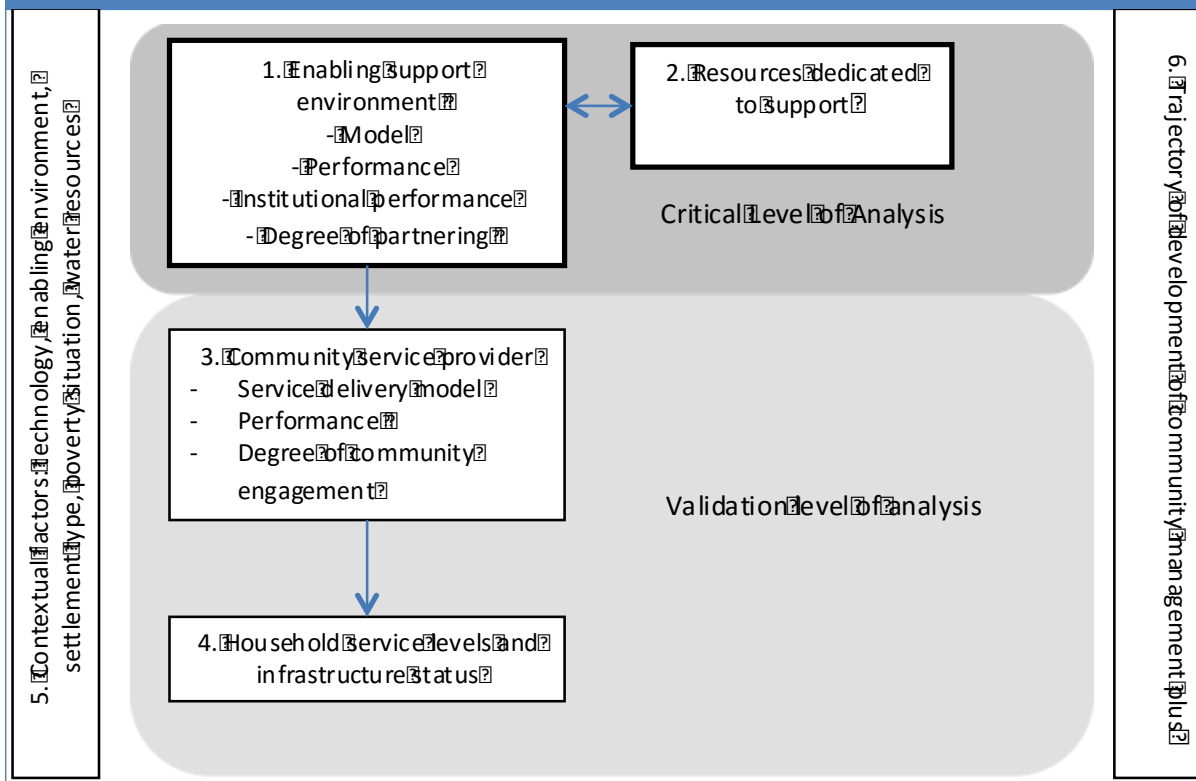 5. Contextual factors: technology, enabling environment,
settlement type, poverty situation, water resources
1. Enabling support
environment
- Model
- Performance
- Institutional performance
- Degree of partnering
2. Resources dedicated
to support
Critical Level of Analysis
3. Community service provider
- Service delivery model
- Performance
- Degree of community
engagement
Validation level of analysis
4. Household service levels and
infrastructure status
6. Trajectory of development of community management plus